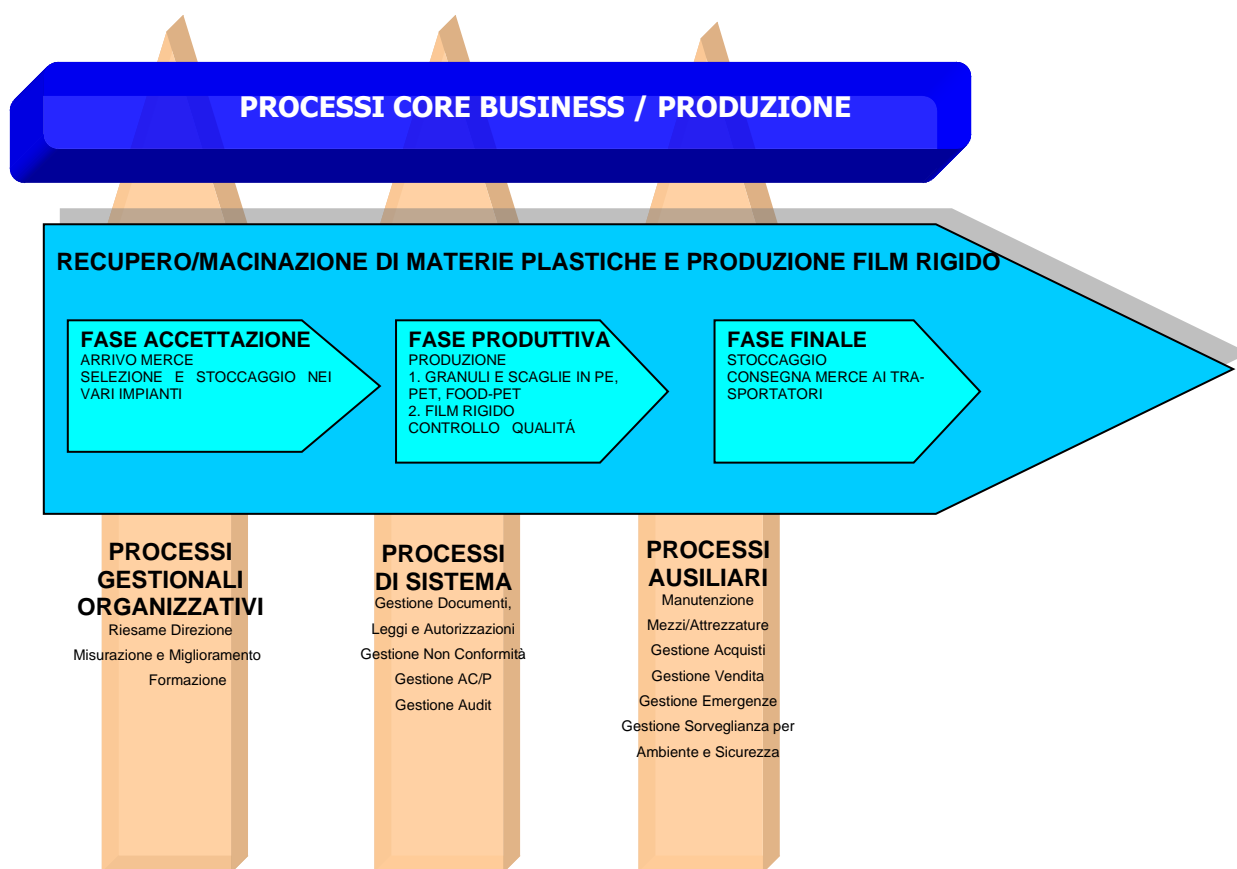 PROCESSI CORE BUSINESS / PRODUZIONE
RECUPERO/MACINAZIONE DI MATERIE PLASTICHE E PRODUZIONE FILM RIGIDO
FASE ACCETTAZIONE
ARRIVO MERCE
SELEZIONE E STOCCAGGIO NEI
VARI IMPIANTI
FASE PRODUTTIVA
PRODUZIONE
1. GRANULI E SCAGLIE IN PE,
PET, FOOD-PET
2. FILM RIGIDO
CONTROLLO QUALITÁ
FASE FINALE
STOCCAGGIO
CONSEGNA MERCE AI TRA-
SPORTATORI
PROCESSI
GESTIONALI
ORGANIZZATIVI
Riesame Direzione
Misurazione e Miglioramento
Formazione
PROCESSI
DI SISTEMA
Gestione Documenti,
Leggi e Autorizzazioni
Gestione Non Conformità
Gestione AC/P
Gestione Audit
PROCESSI
AUSILIARI
Manutenzione
Mezzi/Attrezzature
Gestione Acquisti
Gestione Vendita
Gestione Emergenze
Gestione Sorveglianza per
Ambiente e Sicurezza